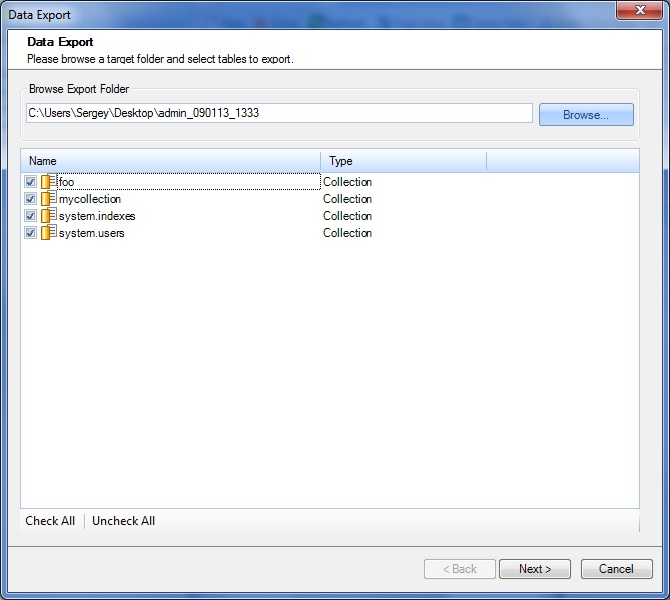 Data Export
Data Export
Please browse a target folder and select tables to export.
Browse Export Folder
C:\Users\Sergey\Desktop\admin_090113_1333
Browse...
Name Type
foo Collection
mycollection Collection
system.indexes Collection
system.users Collection
Check All Uncheck All
< Back Next > Cancel